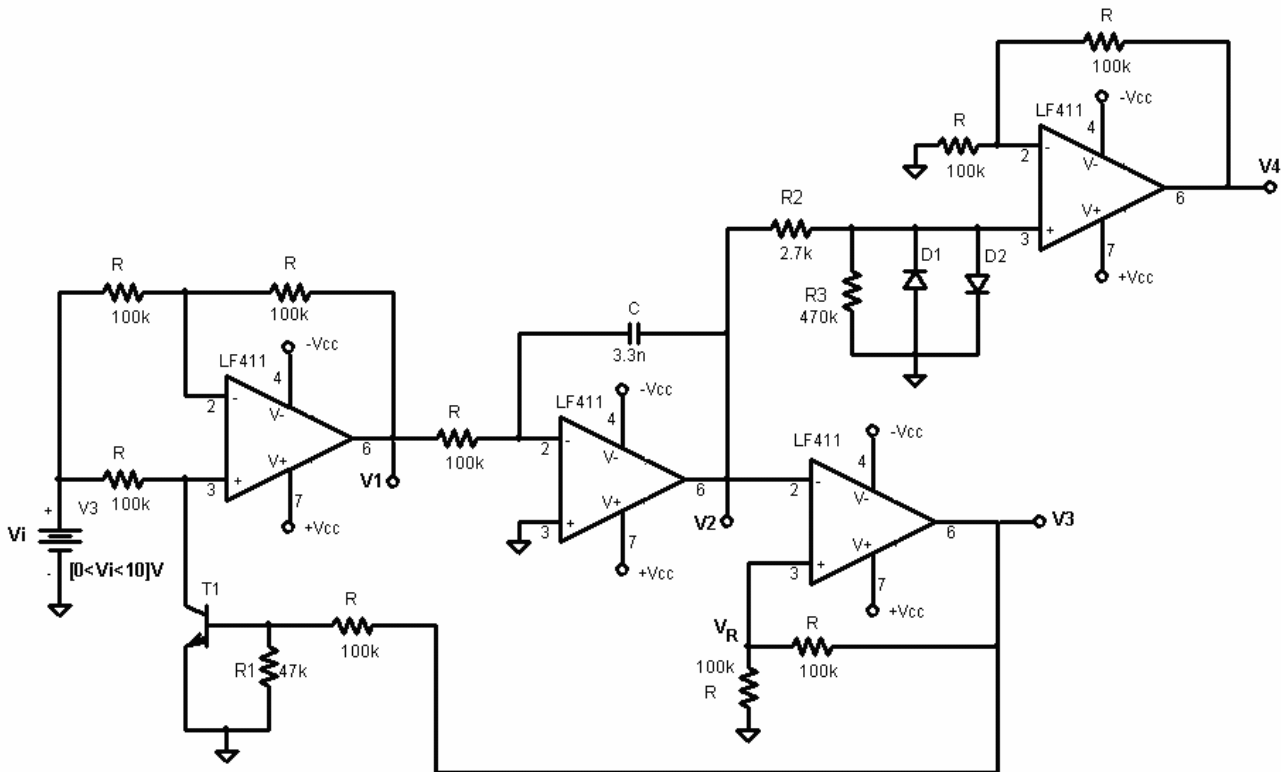 R
100k
-Vcc
LF411
4
R
100k
2
-
V-
V4
6
V+
3
+
7
+Vcc
R2
2.7k
D1
D2
R3
470k
R
100k
R
100k
C
3.3n
-Vcc
LF411
4
2
-
V-
R
100k
6
V1
V+
3
+
7
+Vcc
R
100k
-Vcc
LF411
4
2
-
V-
6
V2
V+
3
+
7
+Vcc
-Vcc
LF411
4
2
-
V-
6
V3
V+
3
+
7
+Vcc
V3
+
Vi
-
[0<Vi<10]V
T1
R1
47k
R
100k
VR
R
100k
100k
R